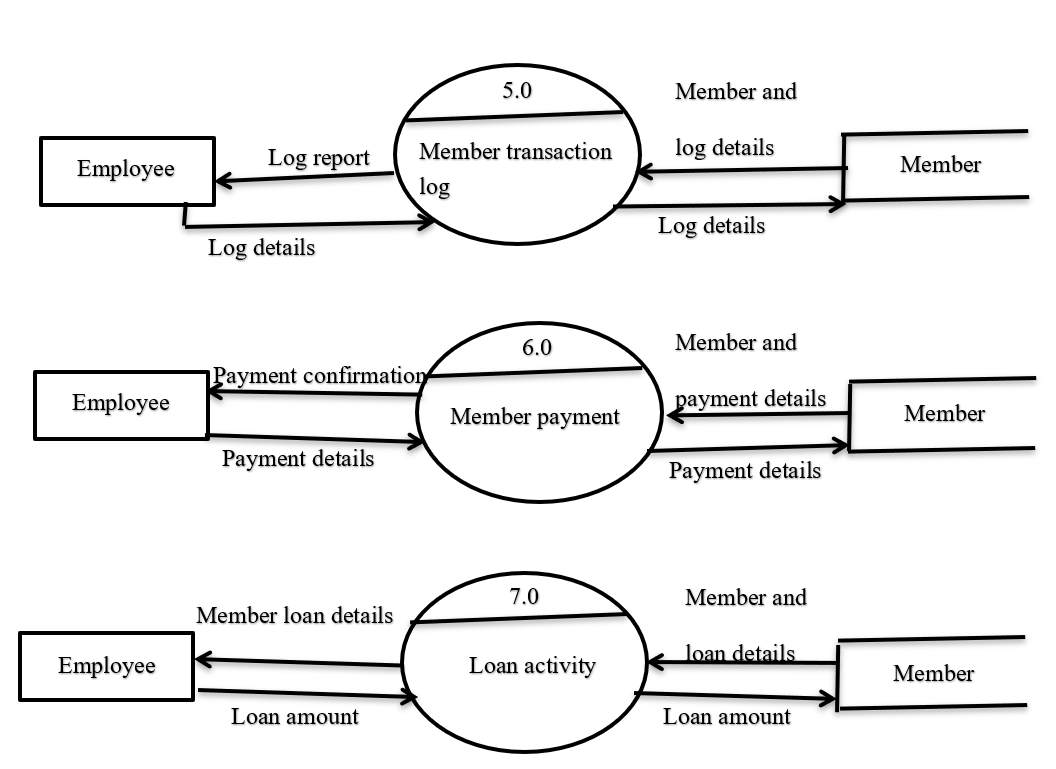 5.0
Member and
Employee
Log report
Member transaction
log
log details
Member
Log details
Log details
6.0
Member and
Employee
Payment confirmation
Member payment
payment details
Member
Payment details
Payment details
7.0
Member and
Member loan details
Employee
Loan activity
loan details
Member
Loan amount
Loan amount